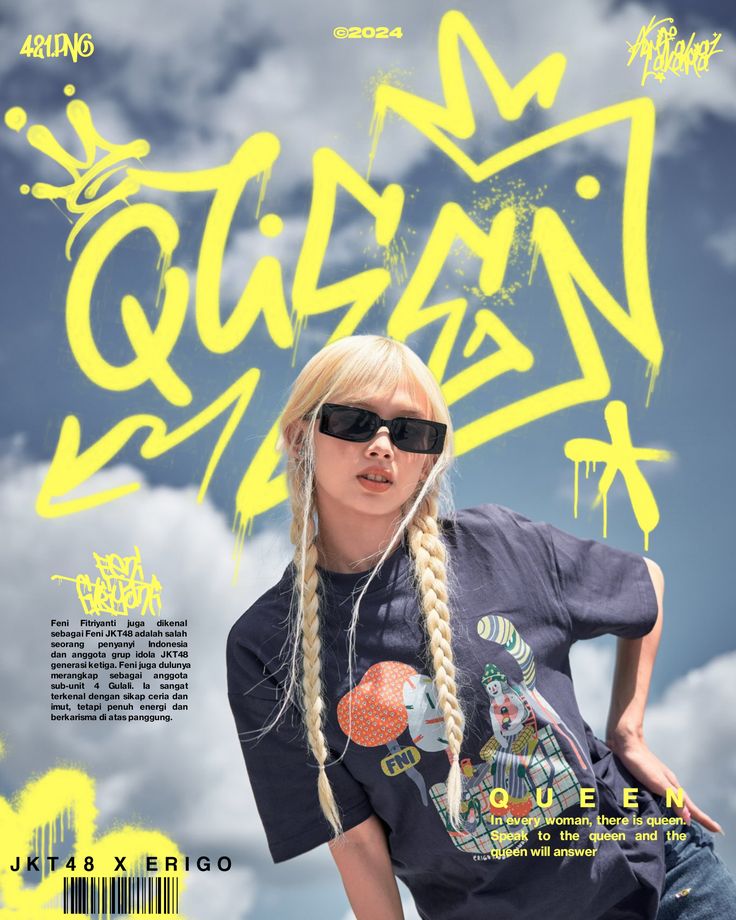 421.PNG
©2024
QUEEN
FENI
FITRIYANTI
Feni Fitriyanti juga dikenal
sebagai Feni JKT48 adalah salah
seorang penyanyi Indonesia
dan anggota grup idola JKT48
generasi ketiga. Feni juga dulunya
merangkap sebagai anggota
sub-unit 4 Gulali. Ia sangat
terkenal dengan sikap ceria dan
imut, tetapi penuh energi dan
berkarisma di atas panggung.
FNI
QUEEN
In every woman, there is queen.
Speak to the queen and the
queen will answer
JKT48 X ERIGO